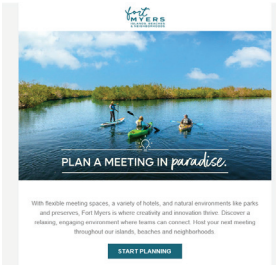 fort
MYERS
ISLANDS, BEACHES
& NEIGHBORHOODS
PLAN A MEETING IN paradise.
With flexible meeting spaces, a variety of hotels, and natural environments like parks
and preserves, Fort Myers is where creativity and innovation thrive. Discover a
relaxing, engaging environment where teams can connect. Host your next meeting
throughout our islands, beaches and neighborhoods
START PLANNING